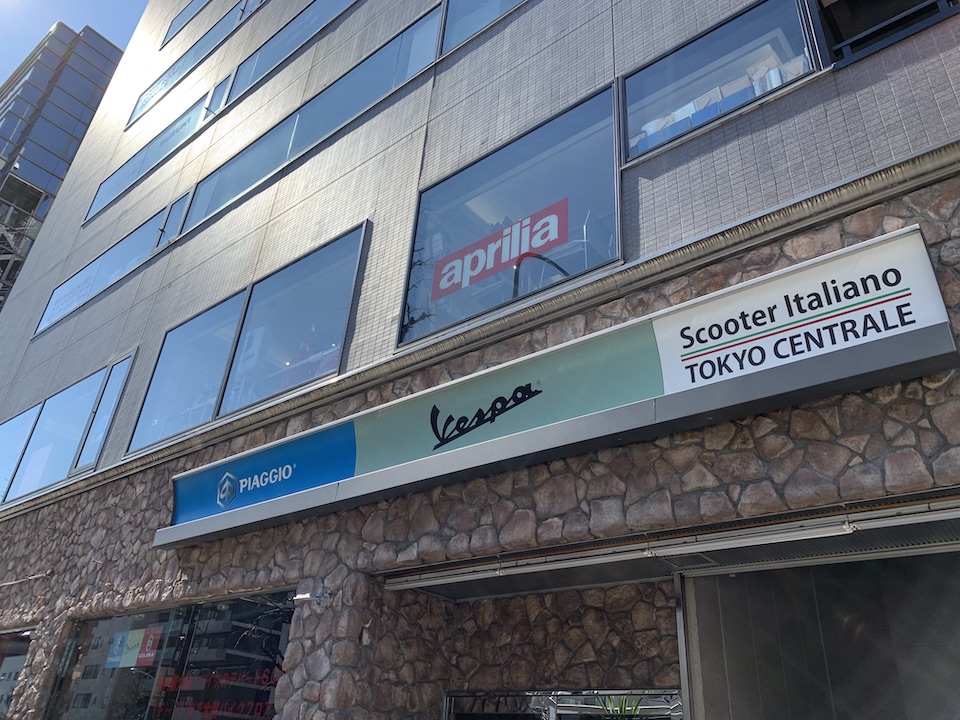 aprilia
Scooter Italiano
TOKYO CENTRALE
Vespa
PIAGGIO®